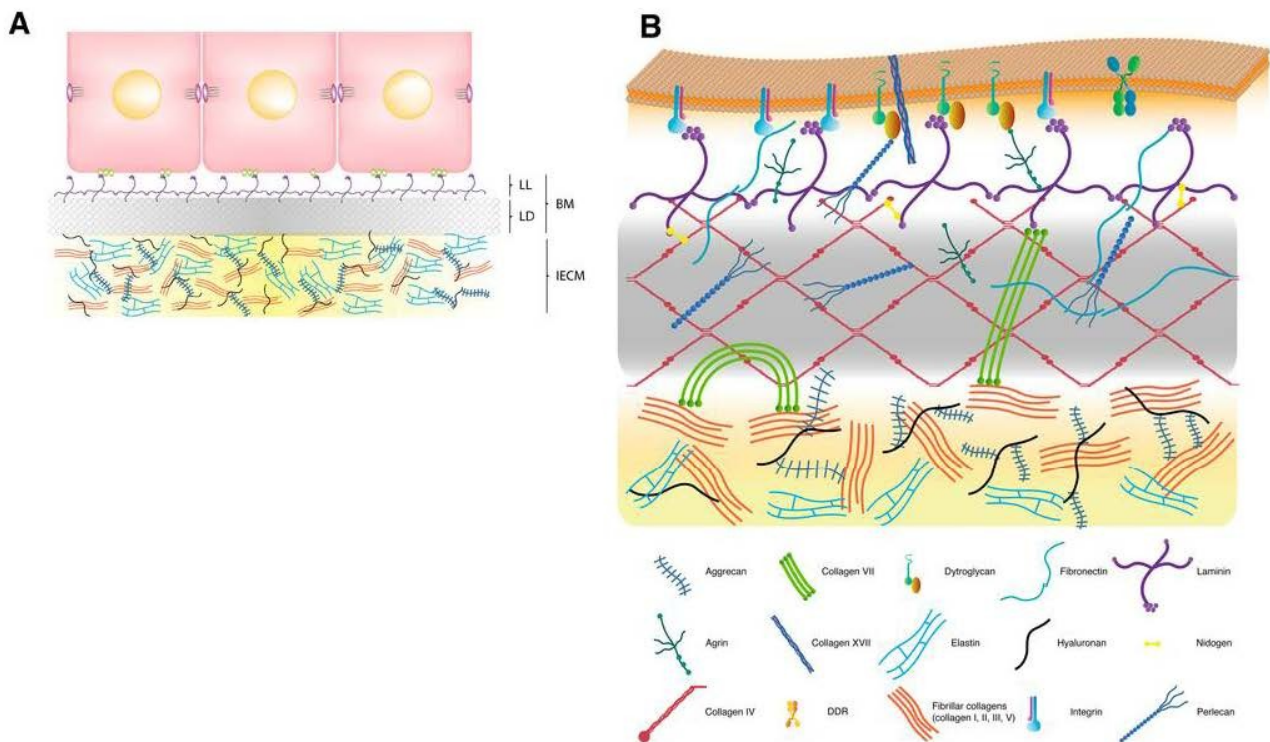 A
B
LL
BM
LD
IECM
Aggrecan
Collagen VII
Dytroglycan
Fibronectin
Laminin
Agrin
Collagen XVII
Elastin
Hyaluronan
Nidogen
Collagen IV
DDR
Fibrillar collagens
(collagen I, II, III, V)
Integrin
Perlecan